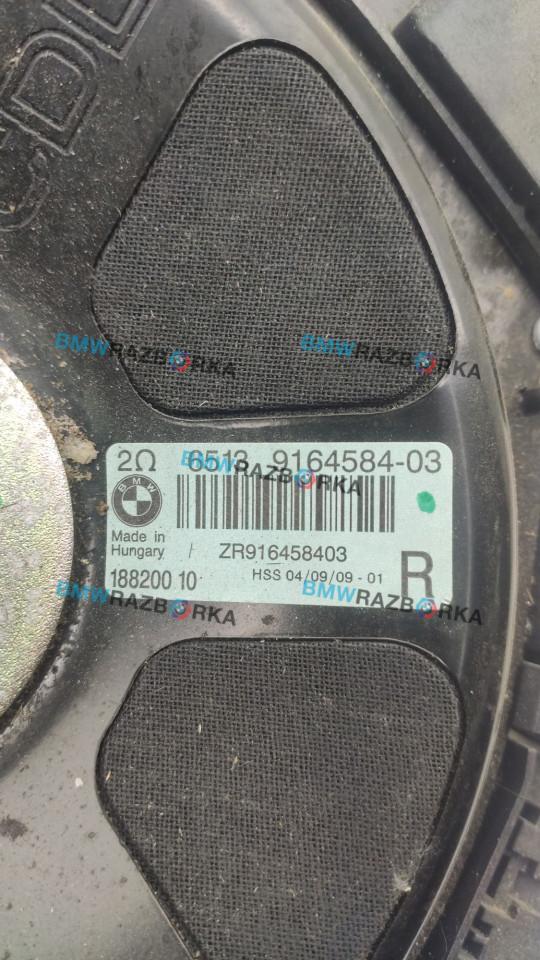 CDL
BMWRAZBORKA
BMWRAZBORKA
2Ω 6513 9164584-03
BMWRAZBORKA
BMW
Made in
Hungary / ZR916458403
HSS 04/09/09 - 01
188200 10 R
BMWRAZBORKA
BMWRAZBORKA